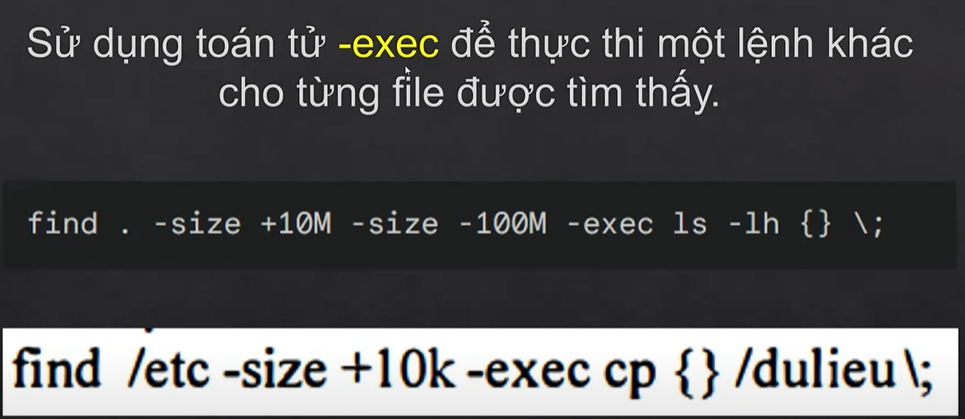 Sử dụng toán tử -exec để thực thi một lệnh khác
cho từng file được tìm thấy.
find . -size +10M -size -100M -exec ls -lh {} \;
find /etc -size +10k -exec cp {} /dulieu\;